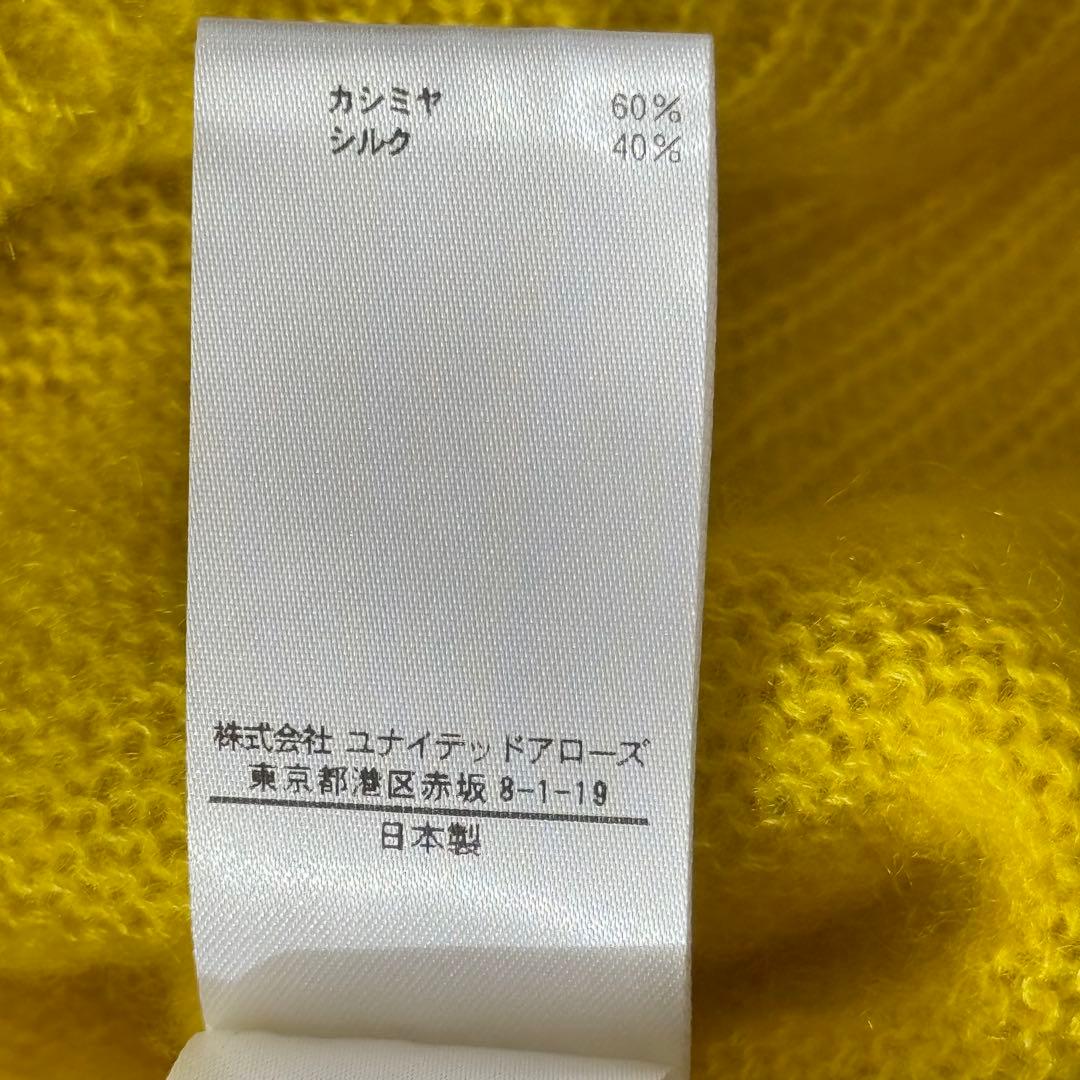 カシミヤ 60%
シルク 40%
株式会社 ユナイテッドアローズ
東京都港区赤坂 8-1-19
日本製